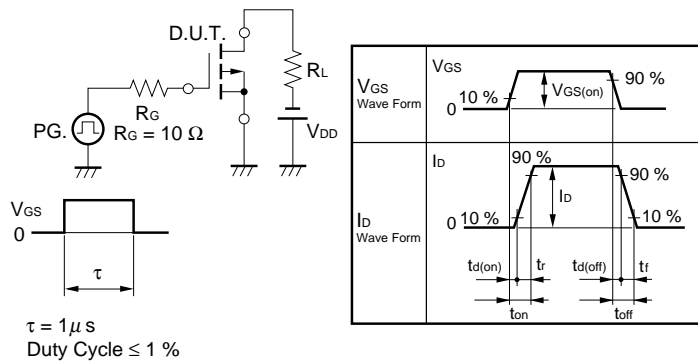 D.U.T.
RL
RG
PG.
RG = 10 Ω
VDD
VGS
0
τ
τ = 1μ s
Duty Cycle ≤ 1 %
VGS
Wave Form
VGS
10 %
0
VGS(on)
90 %
ID
Wave Form
ID
90 %
90 %
ID
0
10 %
10 %
td(on)
tr
td(off)
tf
ton
toff